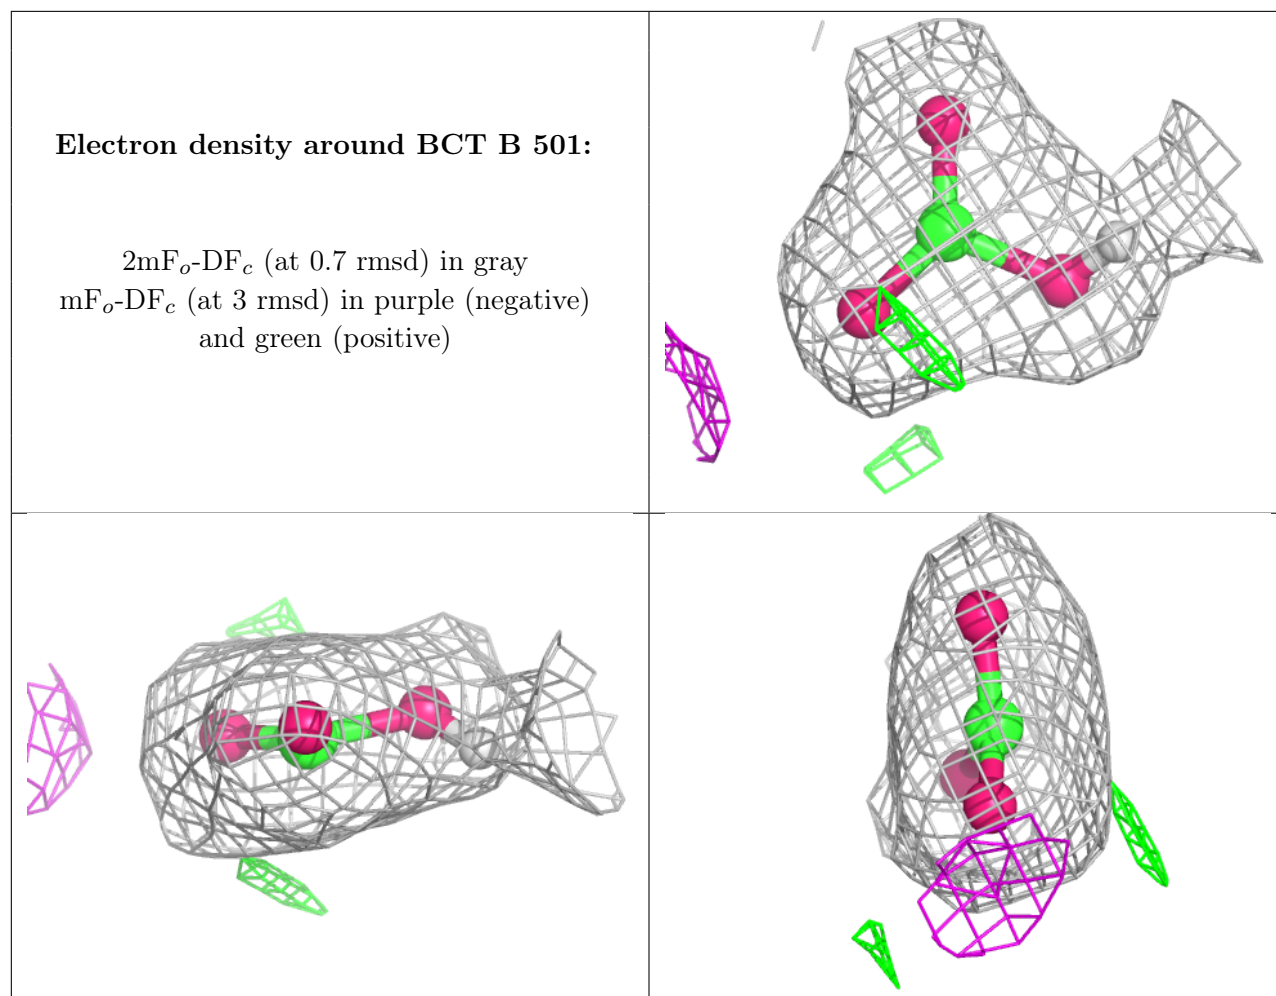 Electron density around BCT B 501:
2mFo-DFc (at 0.7 rmsd) in gray
mFo-DFc (at 3 rmsd) in purple (negative)
and green (positive)